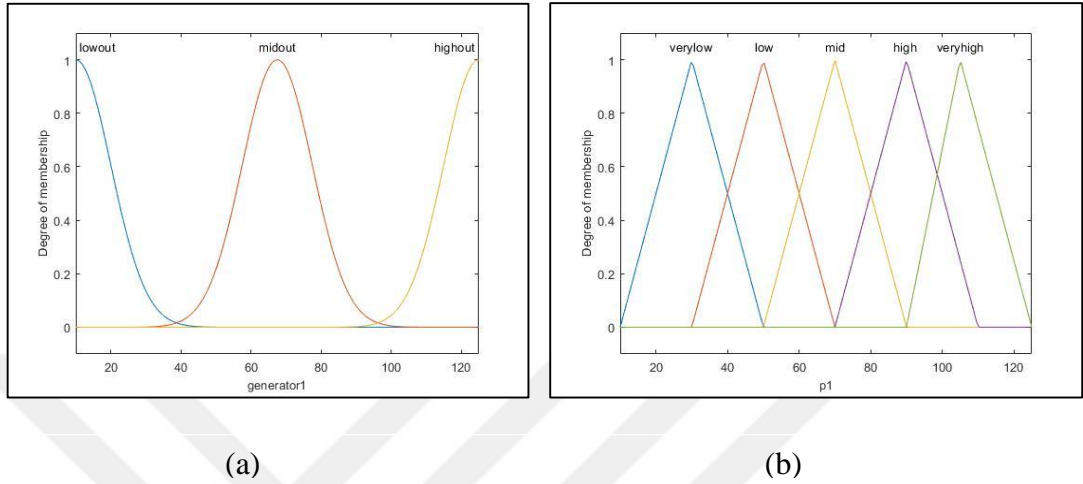 lowout midout highout
1
0.8
0.6
0.4
0.2
0
Degree of membership
20 40 60 80 100 120
generator1
verylow low mid high veryhigh
1
0.8
0.6
0.4
0.2
0
Degree of membership
20 40 60 80 100 120
p1
(a) (b)